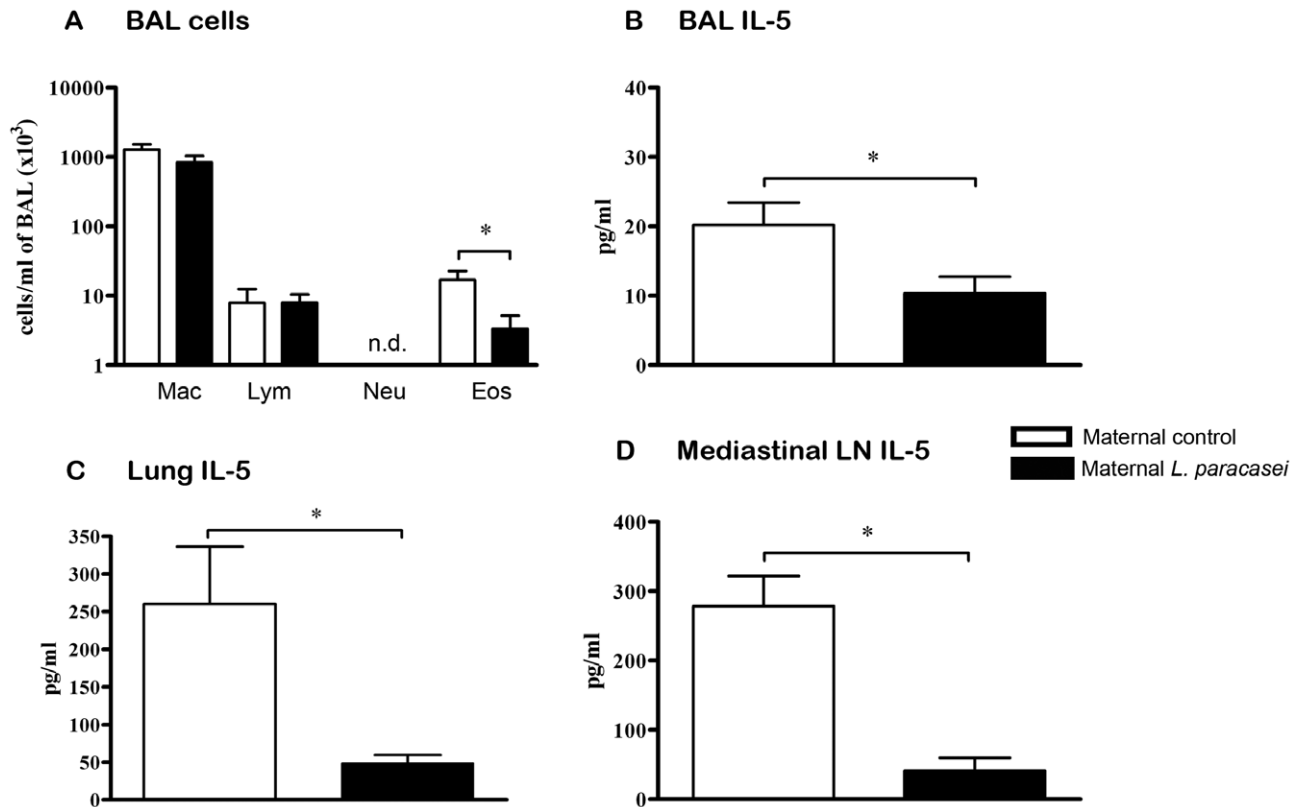 A BAL cells
cells/ml of BAL (x10³)
10000
1000
100
10
1
*
n.d.
Mac Lym Neu Eos
B BAL IL-5
pg/ml
40
30
20
10
0
*
C Lung IL-5
pg/ml
350
300
250
200
150
100
50
0
*
D Mediastinal LN IL-5
pg/ml
400
300
200
100
0
*
Maternal control
Maternal L. paracasei